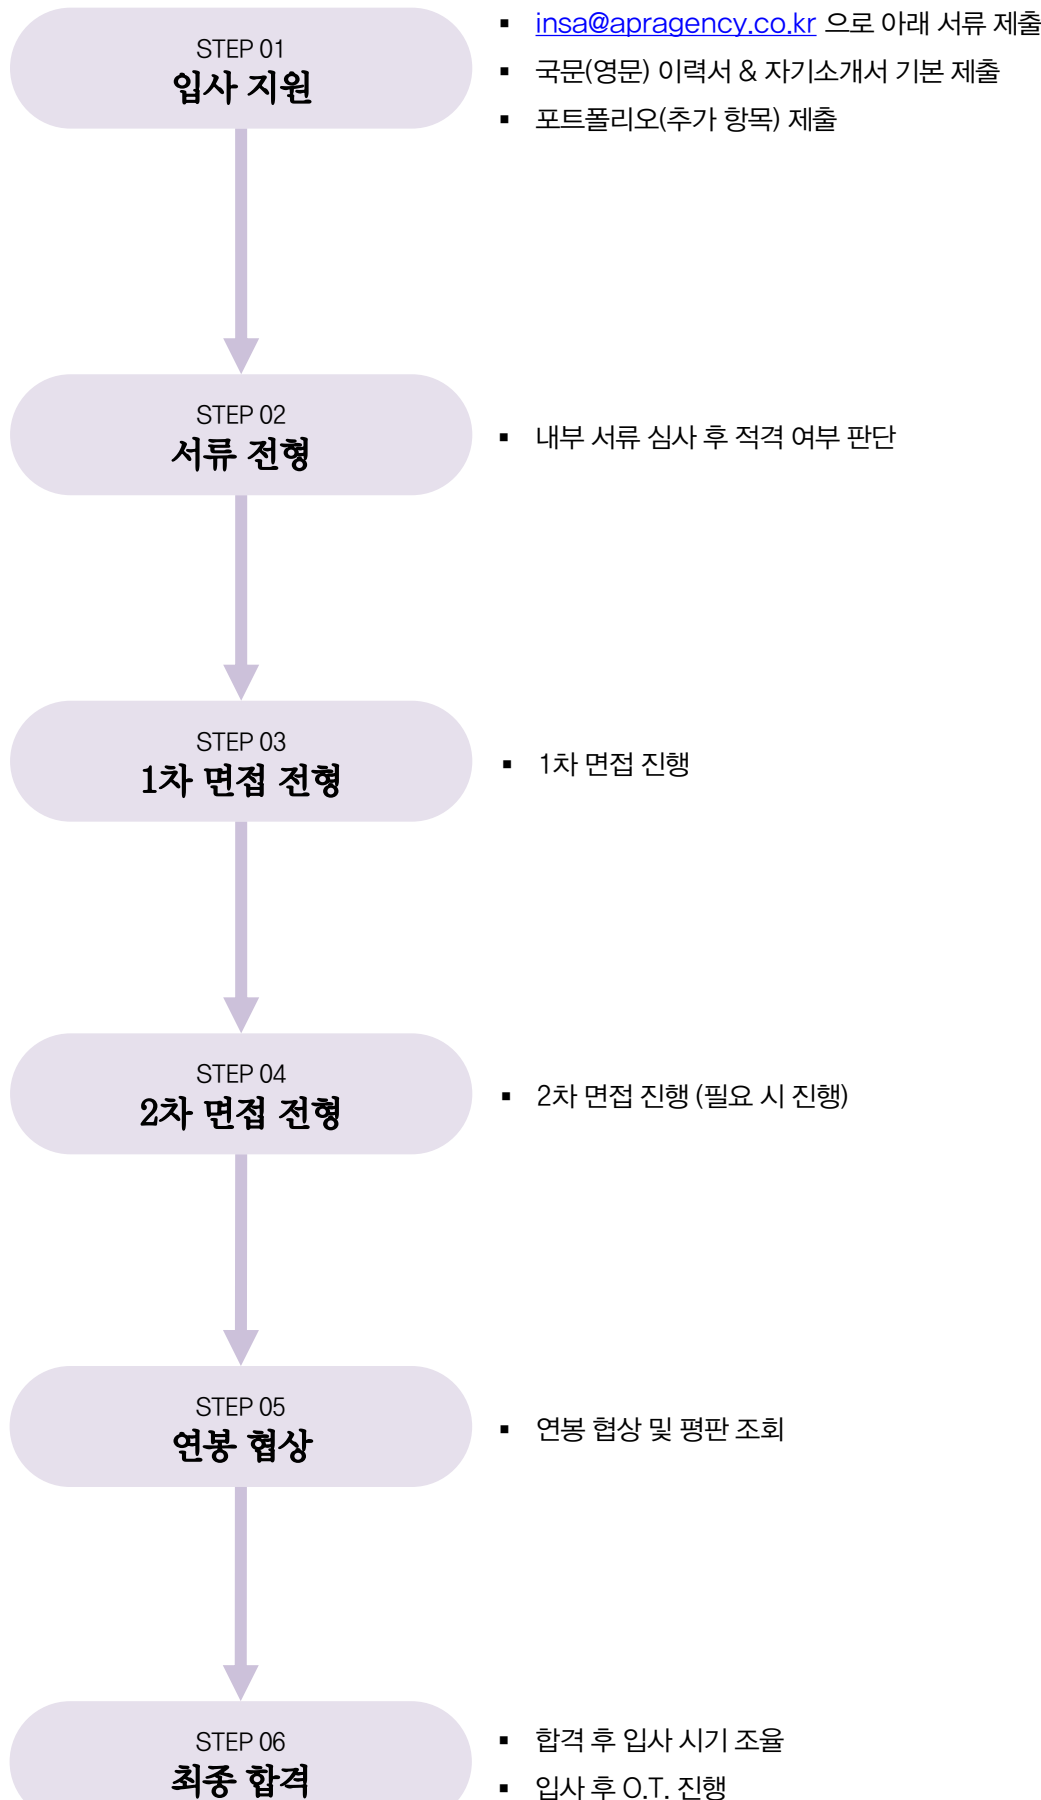 STEP 01
입사 지원
▪ insa@apragency.co.kr 으로 아래 서류 제출
▪ 국문(영문) 이력서 & 자기소개서 기본 제출
▪ 포트폴리오(추가 항목) 제출
STEP 02
서류 전형
▪ 내부 서류 심사 후 적격 여부 판단
STEP 03
1차 면접 전형
▪ 1차 면접 진행
STEP 04
2차 면접 전형
▪ 2차 면접 진행 (필요 시 진행)
STEP 05
연봉 협상
▪ 연봉 협상 및 평판 조회
STEP 06
최종 합격
▪ 합격 후 입사 시기 조율
▪ 입사 후 O.T. 진행